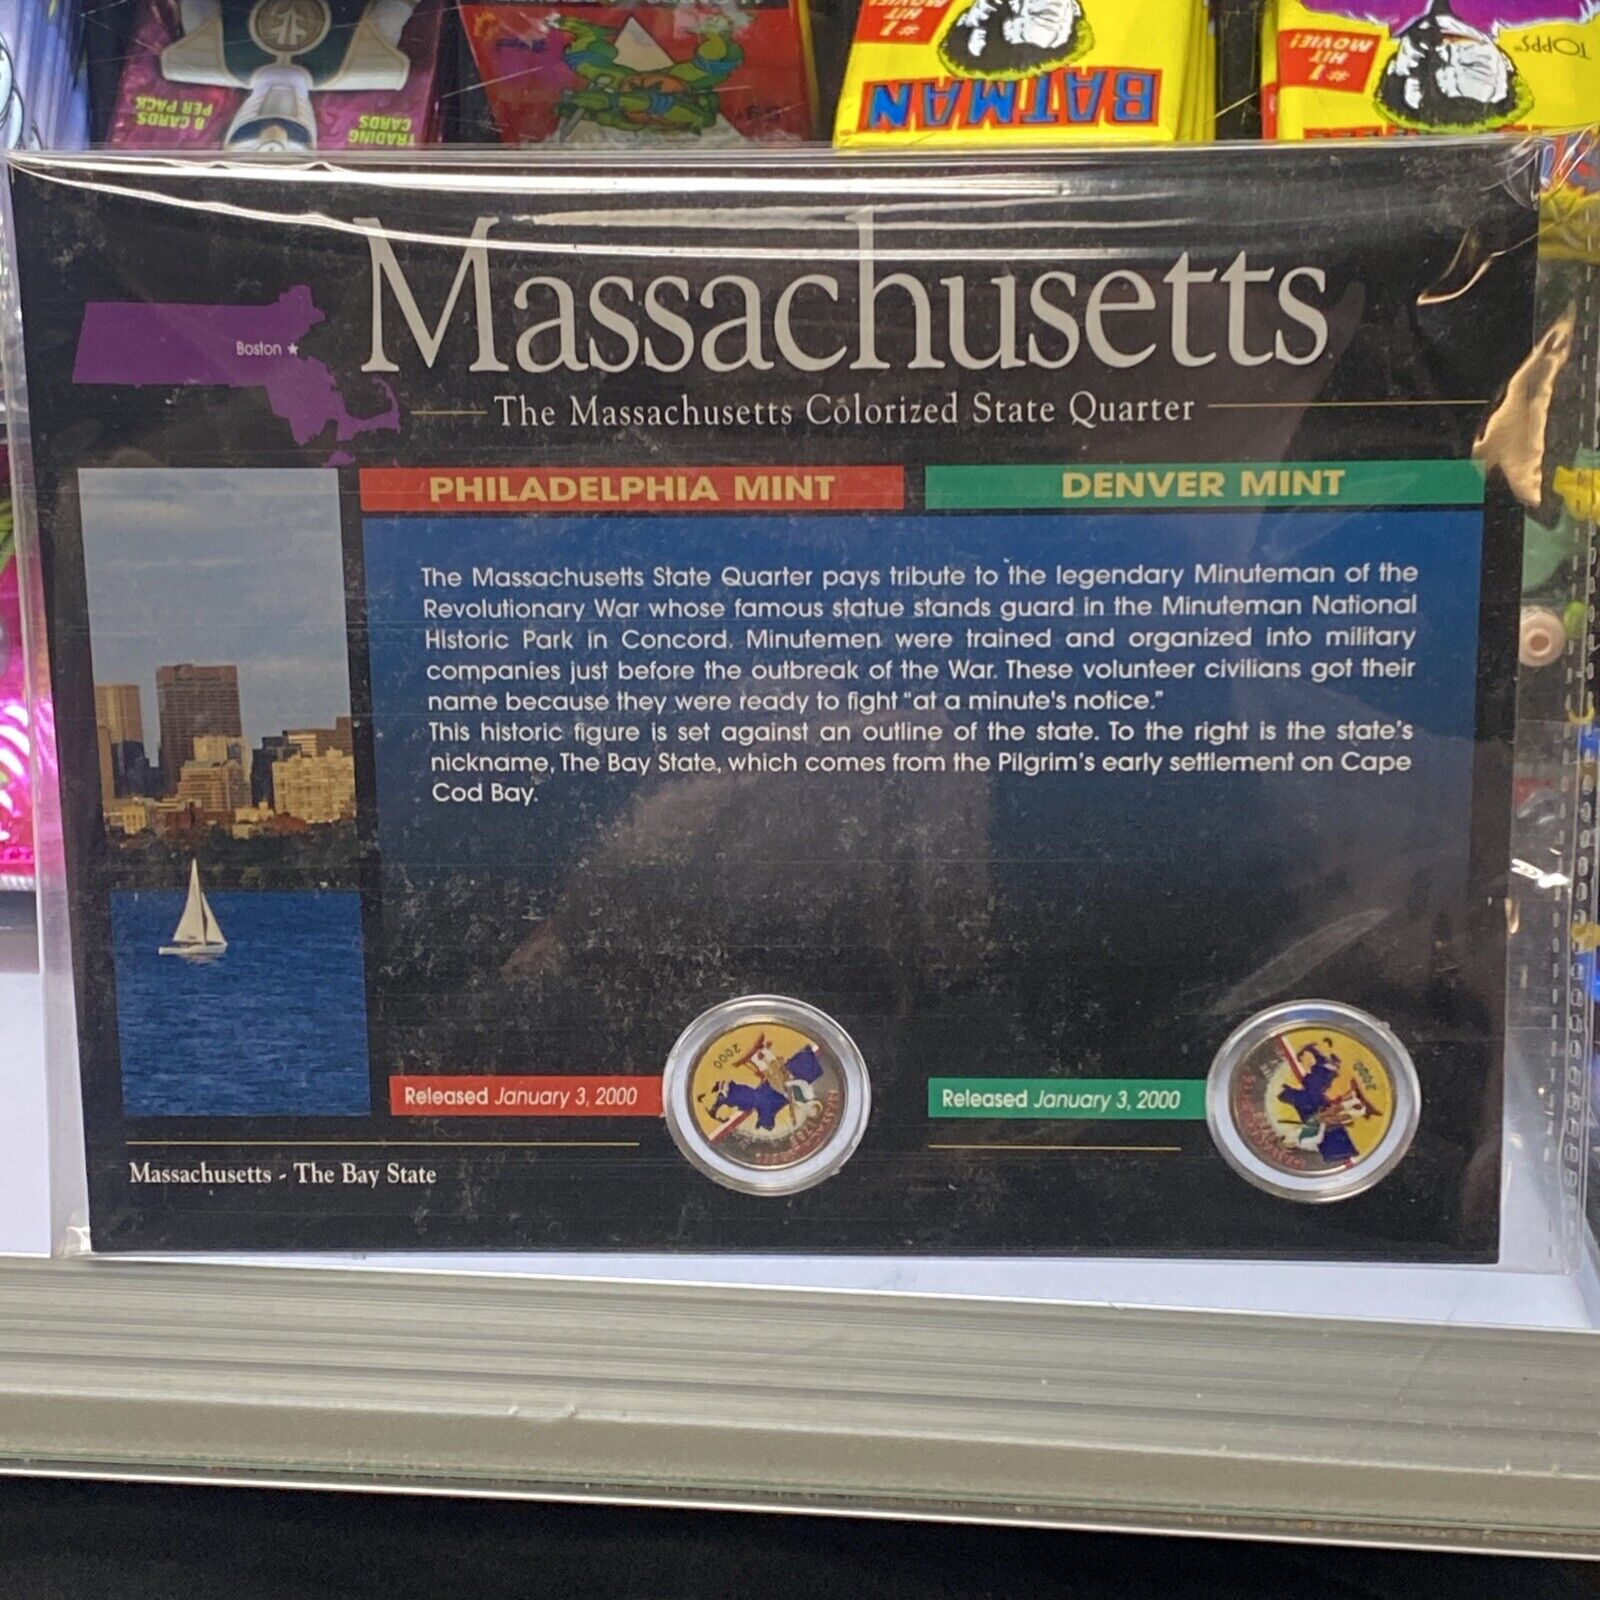 8 CARDS
PER PACK
TRADING
CARDS
#1
HIT
MOVIE!
BATMAN
#1
HIT
MOVIE!
TOPPS
Massachusetts
Boston
The Massachusetts Colorized State Quarter
PHILADELPHIA MINT
DENVER MINT
The Massachusetts State Quarter pays tribute to the legendary Minuteman of the
Revolutionary War whose famous statue stands guard in the Minuteman National
Historic Park in Concord. Minutemen were trained and organized into military
companies just before the outbreak of the War. These volunteer civilians got their
name because they were ready to fight "at a minute's notice."
This historic figure is set against an outline of the state. To the right is the state's
nickname, The Bay State, which comes from the Pilgrim's early settlement on Cape
Cod Bay.
Released January 3, 2000
2000
Released January 3, 2000
2000
Massachusetts - The Bay State